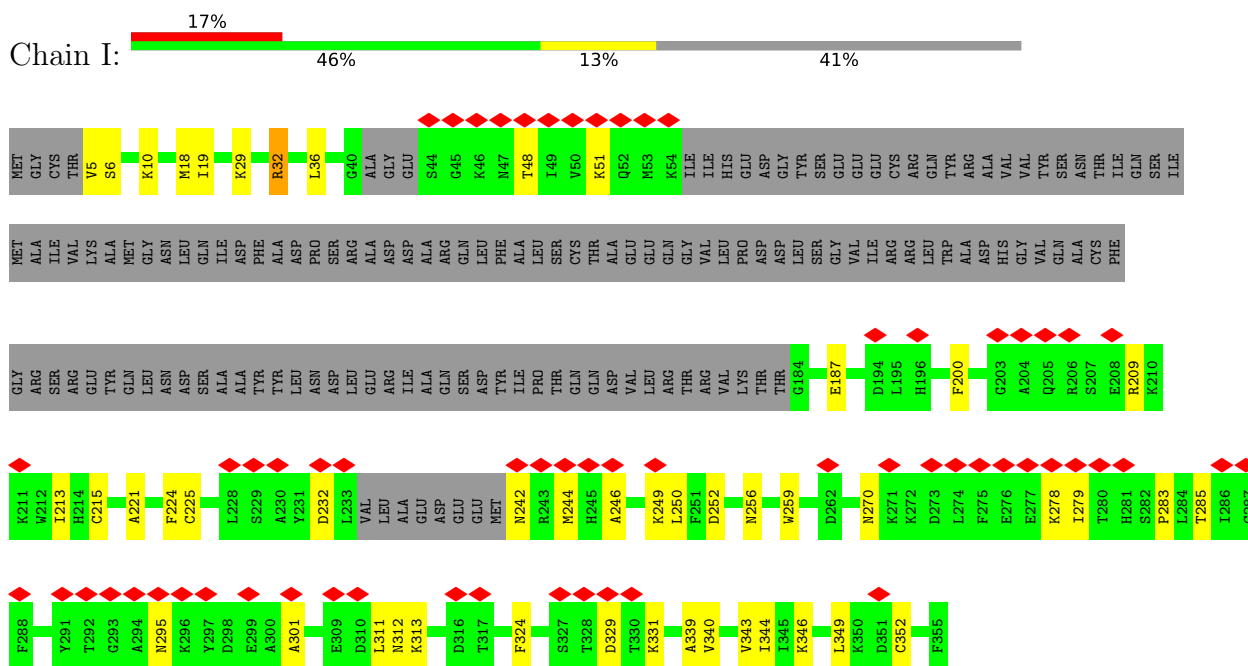 17%
Chain I:
46% 13% 41%
MET GLY CYS THR V5 S6 K10 M18 I19 K29 R32 L36 G40 ALA GLY GLU S44 G45 K46 N47 T48 I49 V50 K51 Q52 M53 K54 ILE ILE HIS GLU ASP GLY TYR SER GLU GLU GLU CYS ARG GLN TYR ARG ALA VAL VAL TYR SER ASN THR ILE GLN SER ILE
MET ALA ILE VAL LYS ALA MET GLY ASN LEU GLN ILE ASP PHE ALA ASP PRO SER ARG ALA ASP ASP ALA ARG GLN LEU PHE ALA LEU SER CYS THR ALA GLU GLU GLN GLY VAL LEU PRO ASP ASP LEU SER GLY VAL ILE ARG ARG LEU TRP ALA ASP HIS GLY VAL GLN ALA CYS PHE
GLY ARG SER ARG GLU TYR GLN LEU ASN ASP SER ALA ALA TYR TYR LEU ASN ASP LEU GLU ARG ILE ALA GLN SER ASP TYR ILE PRO THR GLN GLN ASP VAL LEU ARG THR ARG VAL LYS THR THR G184 E187 D194 L195 H196 F200 G203 A204 Q205 R206 S207 E208 R209 K210
K211 W212 I213 H214 C215 A221 F224 C225 L228 S229 A230 Y231 D232 L233 VAL LEU ALA GLU ASP GLU GLU MET N242 R243 M244 H245 A246 K249 L250 F251 D252 N256 W259 D262 N270 K271 K272 D273 L274 F275 E276 E277 K278 I279 T280 H281 S282 P283 L284 T285 I286
F288 Y291 T292 G293 A294 N295 K296 Y297 D298 E299 A300 A301 E309 D310 L311 N312 K313 D316 T317 F324 S327 T328 D329 T330 K331 A339 V340 V343 I344 I345 K346 L349 K350 D351 C352 F355